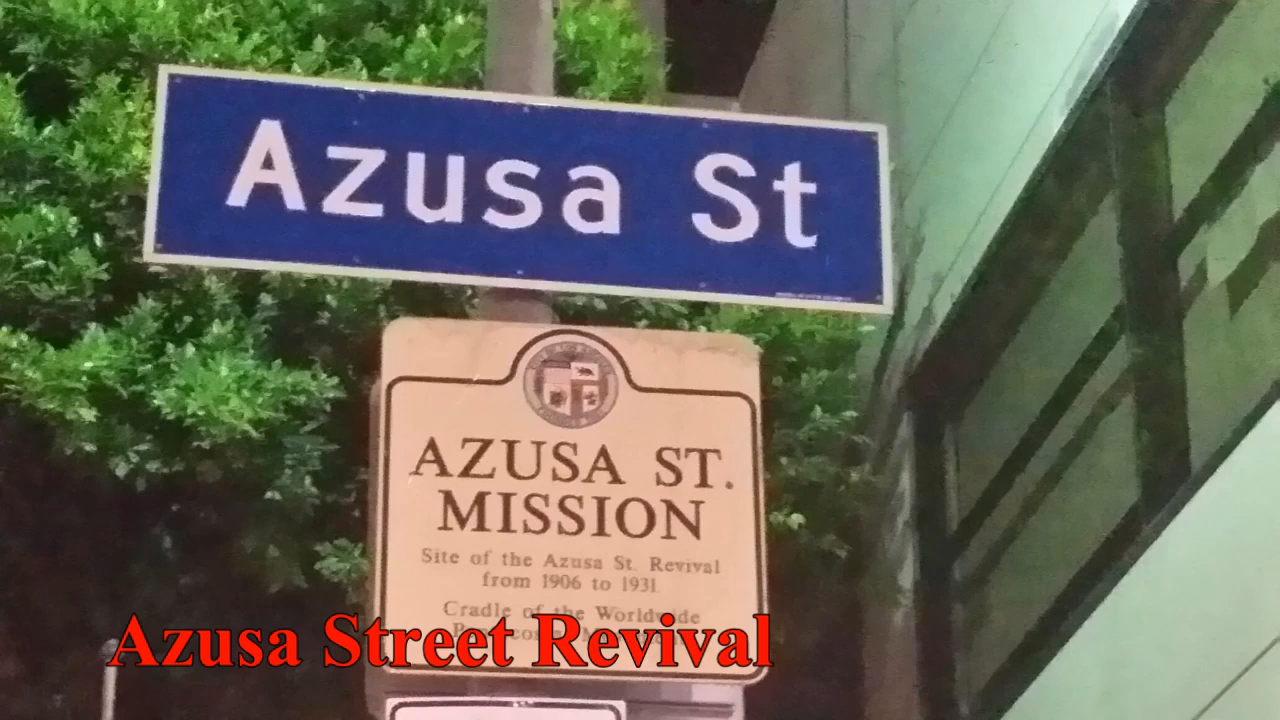 Azusa St
AZUSA ST.
MISSION
Site of the Azusa St. Revival
from 1906 to 1931
Cradle of the Worldwide
Azusa Street Revival